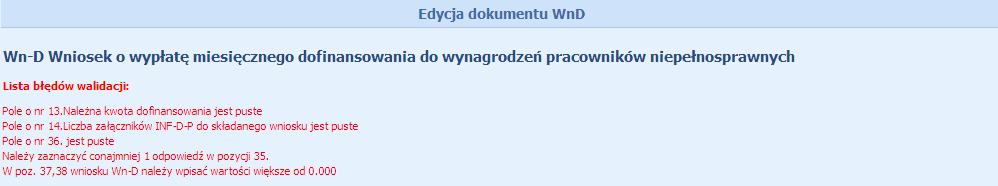 Edycja dokumentu WnD
Wn-D Wniosek o wypłatę miesięcznego dofinansowania do wynagrodzeń pracowników niepełnosprawnych
Lista błędów walidacji:
Pole o nr 13.Należna kwota dofinansowania jest puste
Pole o nr 14.Liczba załączników INF-D-P do składanego wniosku jest puste
Pole o nr 36. jest puste
Należy zaznaczyć conajmniej 1 odpowiedź w pozycji 35.
W poz. 37,38 wniosku Wn-D należy wpisać wartości większe od 0.000